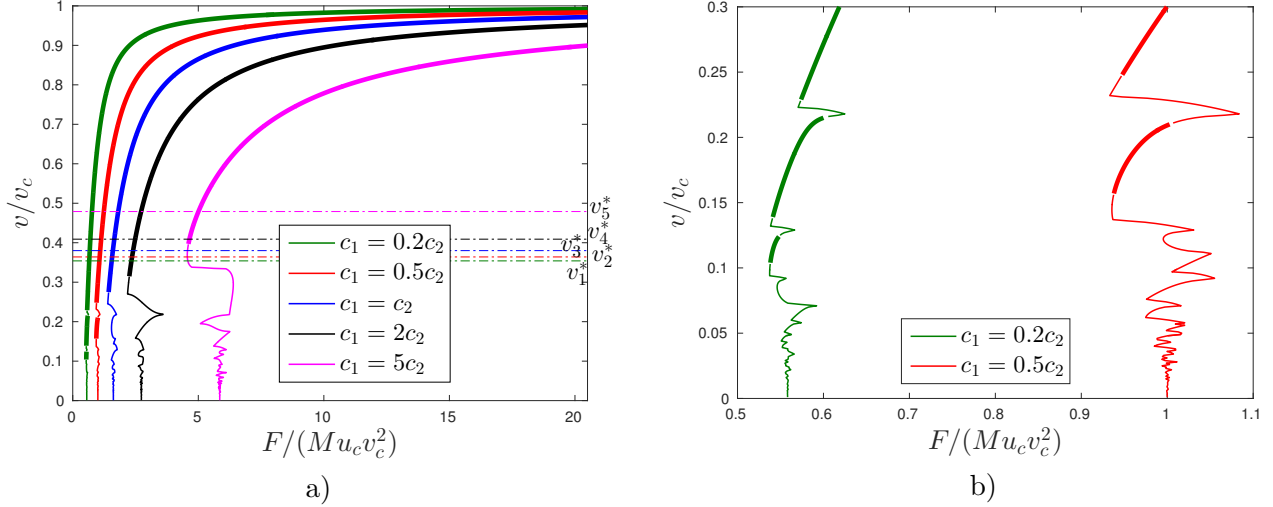 1
0.9
0.8
0.7
0.6
0.5
0.4
0.3
0.2
0.1
0
0 5 10 15 20
v/v_c
F/(Mu_c v_c^2)
v_5^*
v_4^*
v_3^* v_2^*
v_1^*
c_1 = 0.2c_2
c_1 = 0.5c_2
c_1 = c_2
c_1 = 2c_2
c_1 = 5c_2
a)
0.3
0.25
0.2
0.15
0.1
0.05
0
0.5 0.6 0.7 0.8 0.9 1 1.1
v/v_c
F/(Mu_c v_c^2)
c_1 = 0.2c_2
c_1 = 0.5c_2
b)